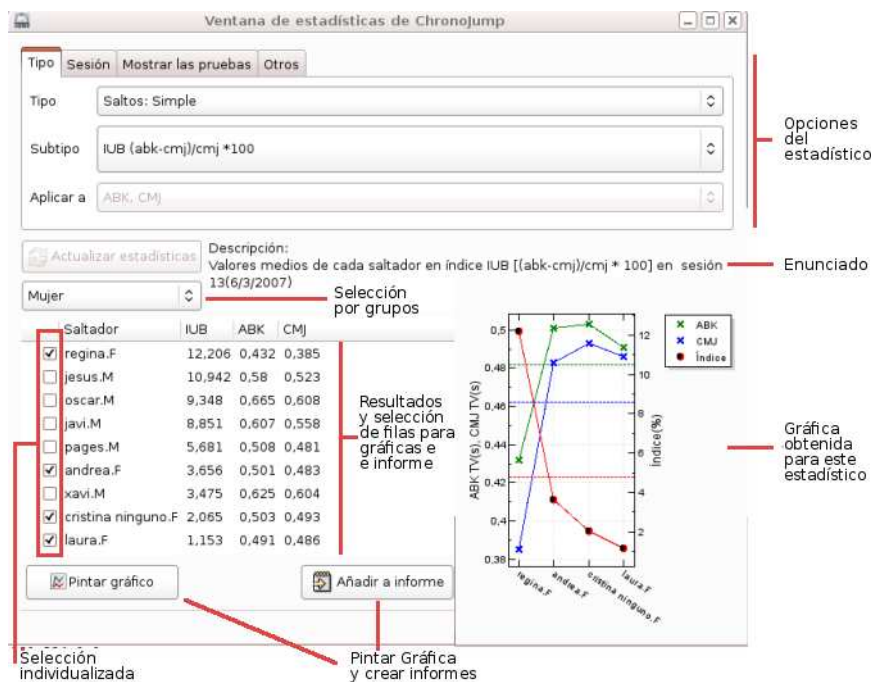 Ventana de estadísticas de ChronoJump
Tipo Sesión Mostrar las pruebas Otros
Tipo Saltos: Simple
Subtipo IUB (abk-cmj)/cmj *100
Aplicar a ABK, CMJ
Opciones
del
estadístico
Actualizar estadísticas
Descripción:
Valores medios de cada saltador en índice IUB [(abk-cmj)/cmj * 100] en sesión
13(6/3/2007)
Enunciado
Mujer
Selección
por grupos
Saltador IUB ABK CMJ
regina.F 12,206 0,432 0,385
jesus.M 10,942 0,58 0,523
oscar.M 9,348 0,665 0,608
javi.M 8,851 0,607 0,558
pages.M 5,681 0,508 0,481
andrea.F 3,656 0,501 0,483
xavi.M 3,475 0,625 0,604
cristina ninguno.F 2,065 0,503 0,493
laura.F 1,153 0,491 0,486
Resultados
y selección
de filas para
gráficas e
e informe
ABK
CMJ
Índice
ABK TV(s), CMJ TV(s)
0,5
0,48
0,46
0,44
0,42
0,4
0,38
Índice(%)
12
10
8
6
4
2
regina.F
andrea.F
cristina ninguno.F
laura.F
Gráfica
obtenida
para este
estadístico
Pintar gráfico
Añadir a informe
Selección
individualizada
Pintar Gráfica
y crear informes